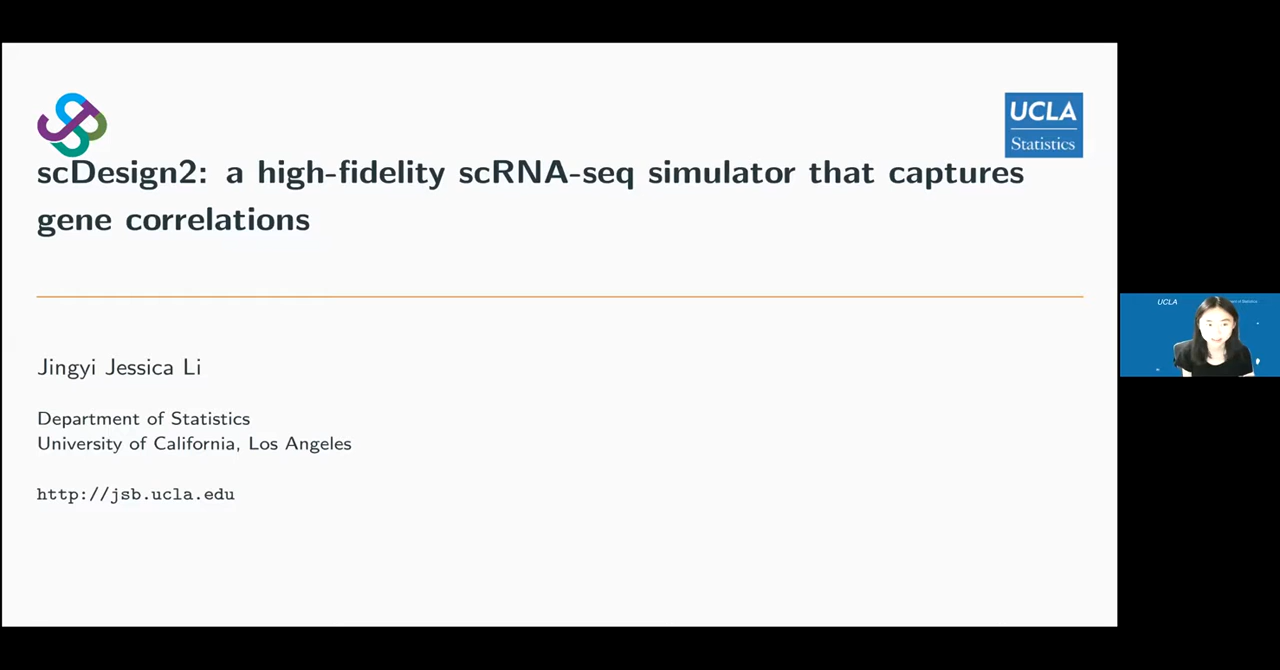 UCLA
Statistics
scDesign2: a high-fidelity scRNA-seq simulator that captures
gene correlations
Jingyi Jessica Li
Department of Statistics
University of California, Los Angeles
http://jsb.ucla.edu
UCLA